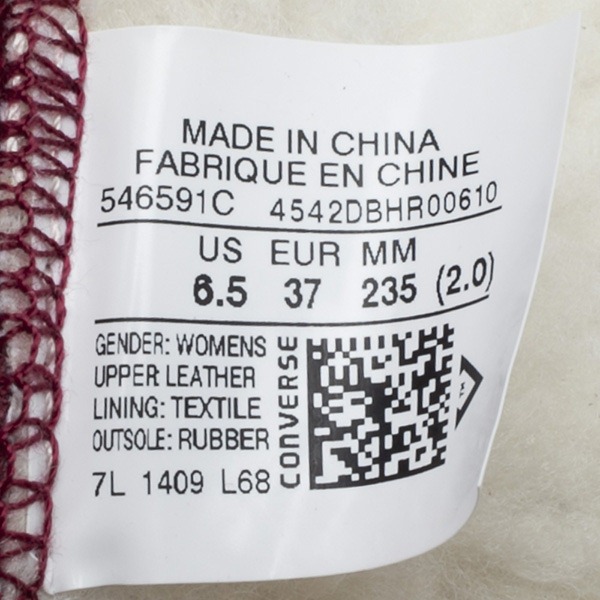 MADE IN CHINA
FABRIQUE EN CHINE
546591C 4542DBHR00610
US EUR MM
6.5 37 235 (2.0)
GENDER: WOMENS
UPPER LEATHER
LINING: TEXTILE
OUTSOLE: RUBBER
7L 1409 L68
CONVERSE